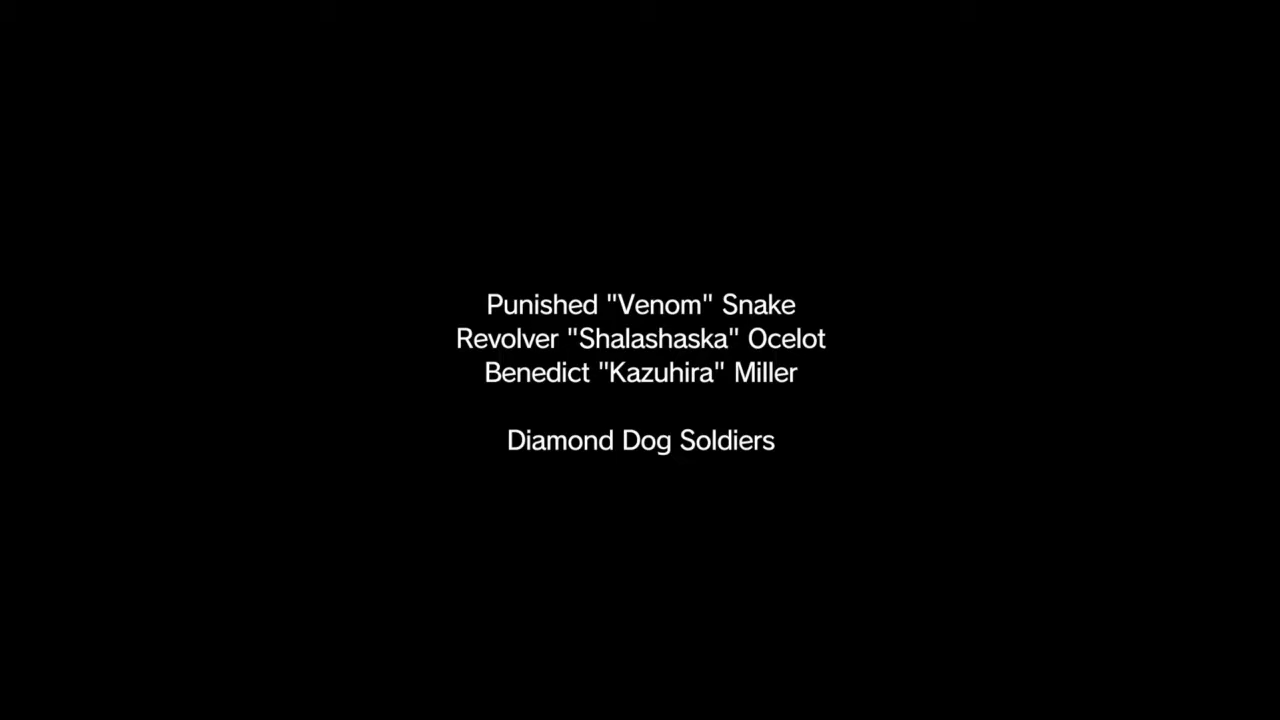 Punished "Venom" Snake
Revolver "Shalashaska" Ocelot
Benedict "Kazuhira" Miller
Diamond Dog Soldiers